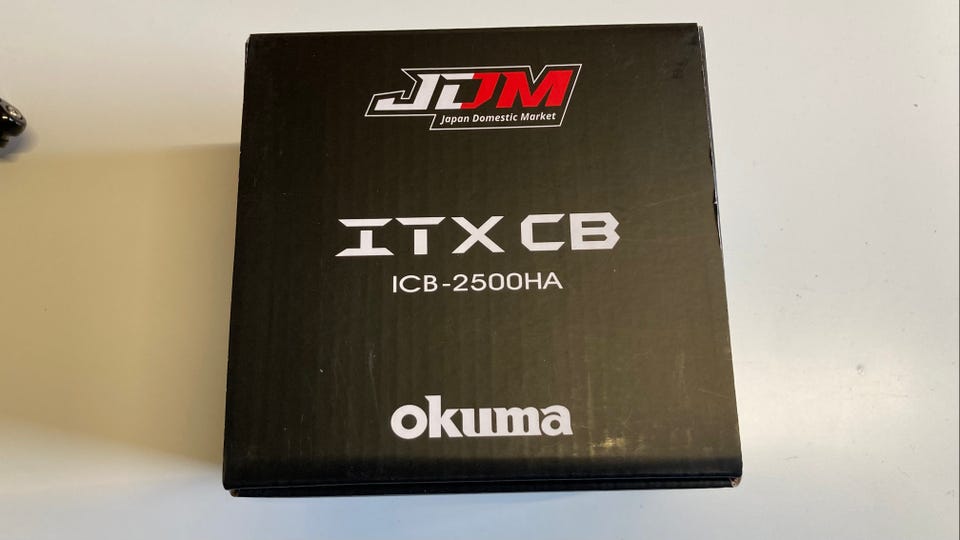 JDM
Japan Domestic Market
ITX CB
ICB-2500HA
okuma